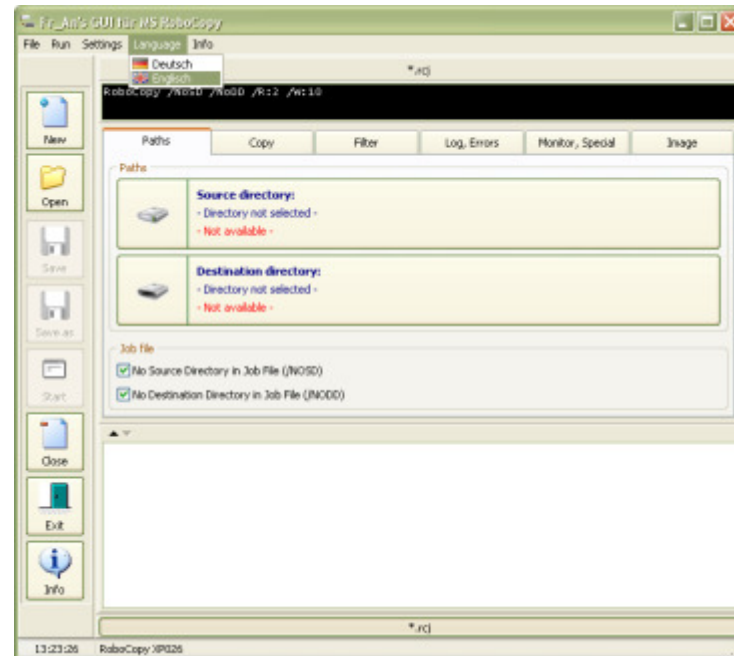 Fr_An's GUI für MS RoboCopy
File Run Settings Language Info
Deutsch
Englisch
*.rcj
RoboCopy /NoSD /NoDD /R:2 /W:10
New
Open
Save
Save as
Start
Close
Exit
Info
Paths Copy Filter Log, Errors Monitor, Special Image
Paths
Source directory:
- Directory not selected -
- Not available -
Destination directory:
- Directory not selected -
- Not available -
Job file
No Source Directory in Job File (/NOSD)
No Destination Directory in Job File (/NODD)
*.rcj
13:23:26 RoboCopy XP026